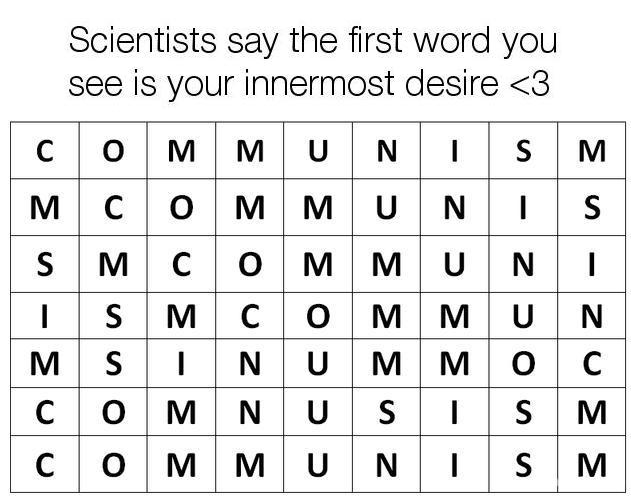 Scientists say the first word you
see is your innermost desire <3
C O M M U N I S M
M C O M M U N I S
S M C O M M U N I
I S M C O M M U N
M S I N U M M O C
C O M N U S I S M
C O M M U N I S M